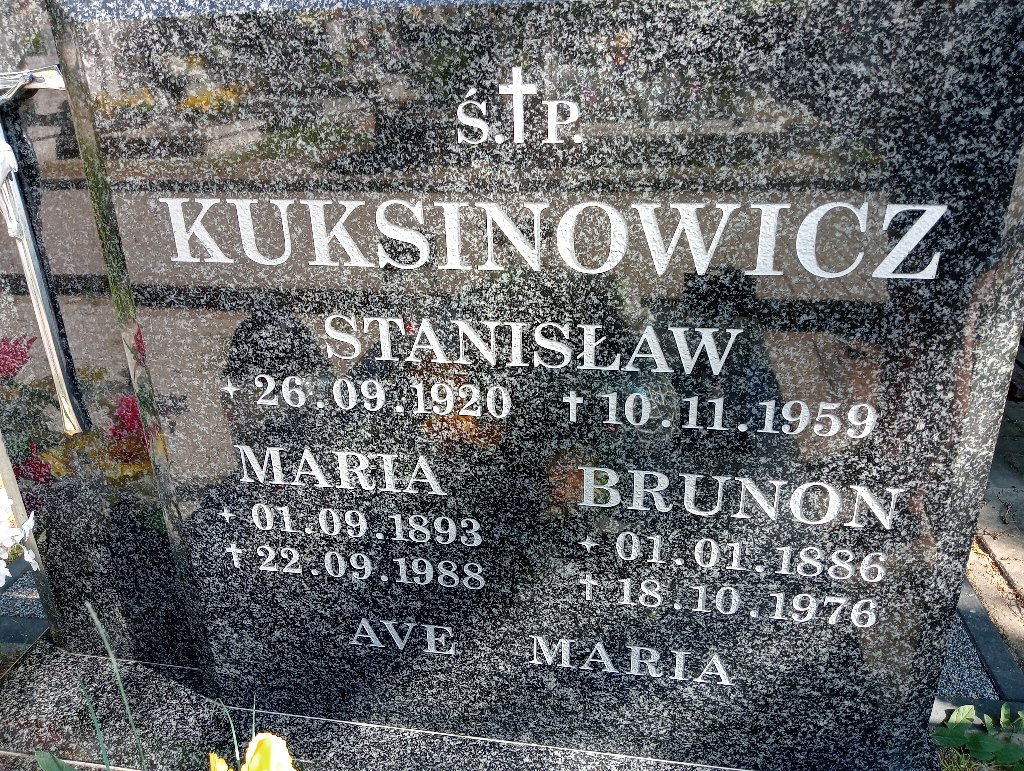 Ś.†P.
KUKSINOWICZ
STANISŁAW
✦ 26.09.1920 † 10.11.1959
MARIA BRUNON
✦ 01.09.1893 ✦ 01.01.1886
† 22.09.1988 † 18.10.1976
AVE MARIA